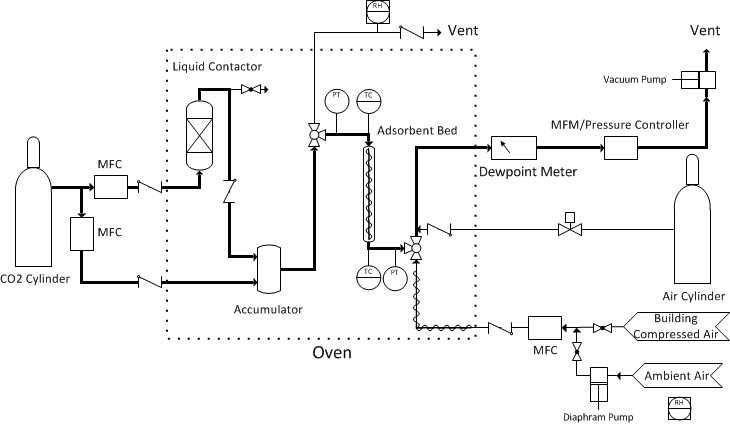 RH
Vent
Vent
Liquid Contactor
Vacuum Pump
PT
TC
MFM/Pressure Controller
Adsorbent Bed
MFC
Dewpoint Meter
MFC
TC
PT
CO2 Cylinder
Accumulator
Air Cylinder
Building
Compressed Air
Oven
MFC
Ambient Air
RH
Diaphram Pump